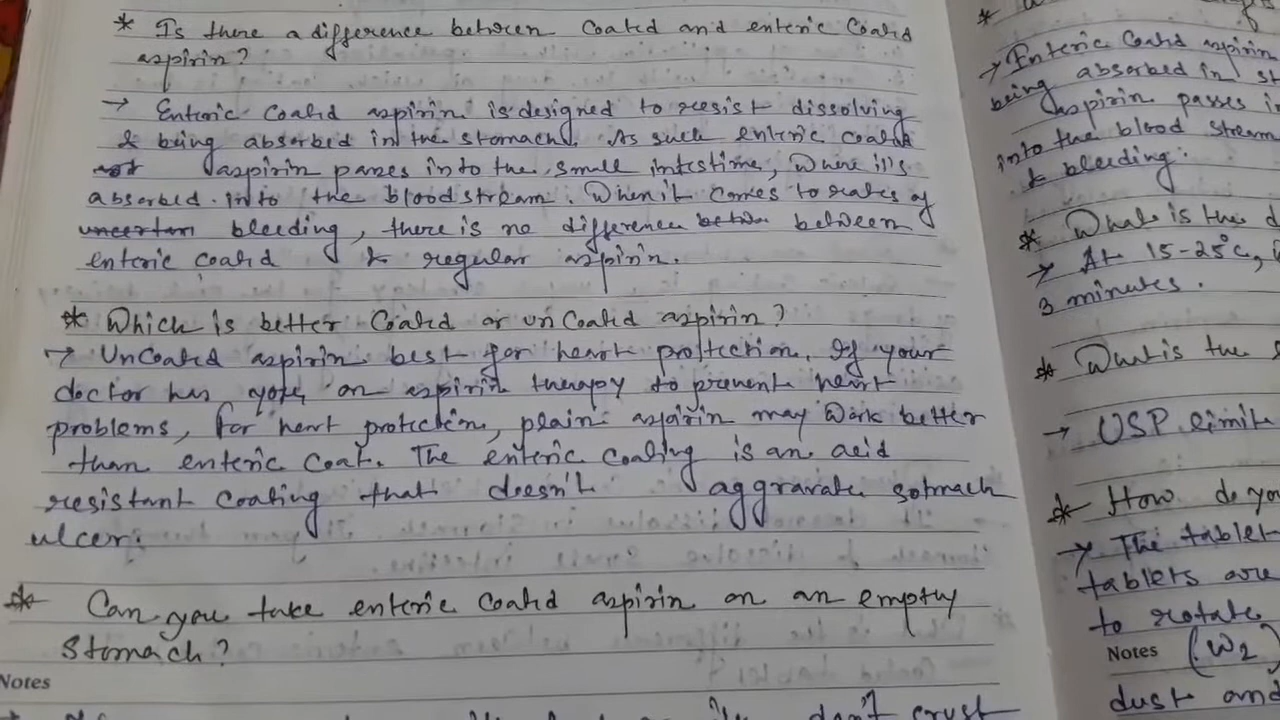 * Is there a difference between Coated and enteric Coated
aspirin?
→ Enteric Coated aspirin is designed to resist dissolving
& being absorbed in the stomach. As such enteric coated
aspirin passes into the small intestine, Where it's
absorbed into the bloodstream. When it comes to rates of
uncertain bleeding, there is no difference betwe between
enteric coated & regular aspirin.
* Which is better Coated or un Coated aspirin?
→ UnCoated aspirin best for heart protection. If your
doctor has you on aspirin therapy to prevent heart
problems, for heart protection, plain aspirin may Work better
than enteric coat. The enteric coating is an acid
resistant Coating that doesn't aggravate sotmach
ulcer.
* Can you take enteric Coated aspirin on an empty
Stomach?
Notes
don't crust
*
→ Enteric Coated aspirin
being absorbed in st
aspirin passes i
into the blood stream
& bleeding.
* What is the d
→ At 15-25°C,
3 minutes.
* What is the
→ USP limit
* How do you
→ The tablet
tablets are
to rotate
Notes (W2
dust and